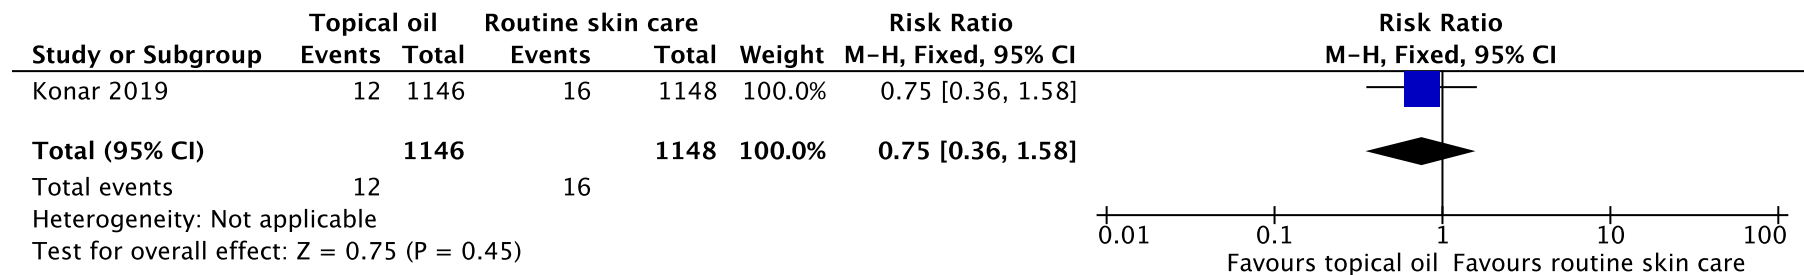 Topical oil Routine skin care Risk Ratio Risk Ratio
Study or Subgroup Events Total Events Total Weight M-H, Fixed, 95% CI M-H, Fixed, 95% CI
Konar 2019 12 1146 16 1148 100.0% 0.75 [0.36, 1.58]
Total (95% CI) 1146 1148 100.0% 0.75 [0.36, 1.58]
Total events 12 16
Heterogeneity: Not applicable
Test for overall effect: Z = 0.75 (P = 0.45)
0.01 0.1 1 10 100
Favours topical oil Favours routine skin care